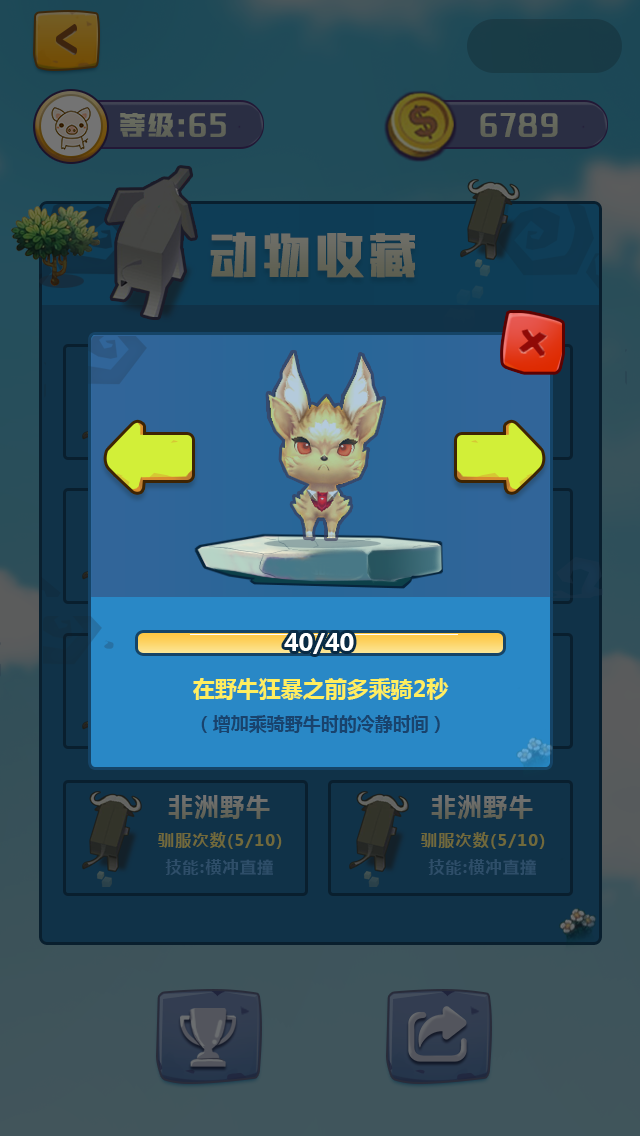 等级:65
6789
动物收藏
40/40
在野牛狂暴之前多乘骑2秒
(增加乘骑野牛时的冷静时间)
非洲野牛
驯服次数(5/10)
技能:横冲直撞
非洲野牛
驯服次数(5/10)
技能:横冲直撞